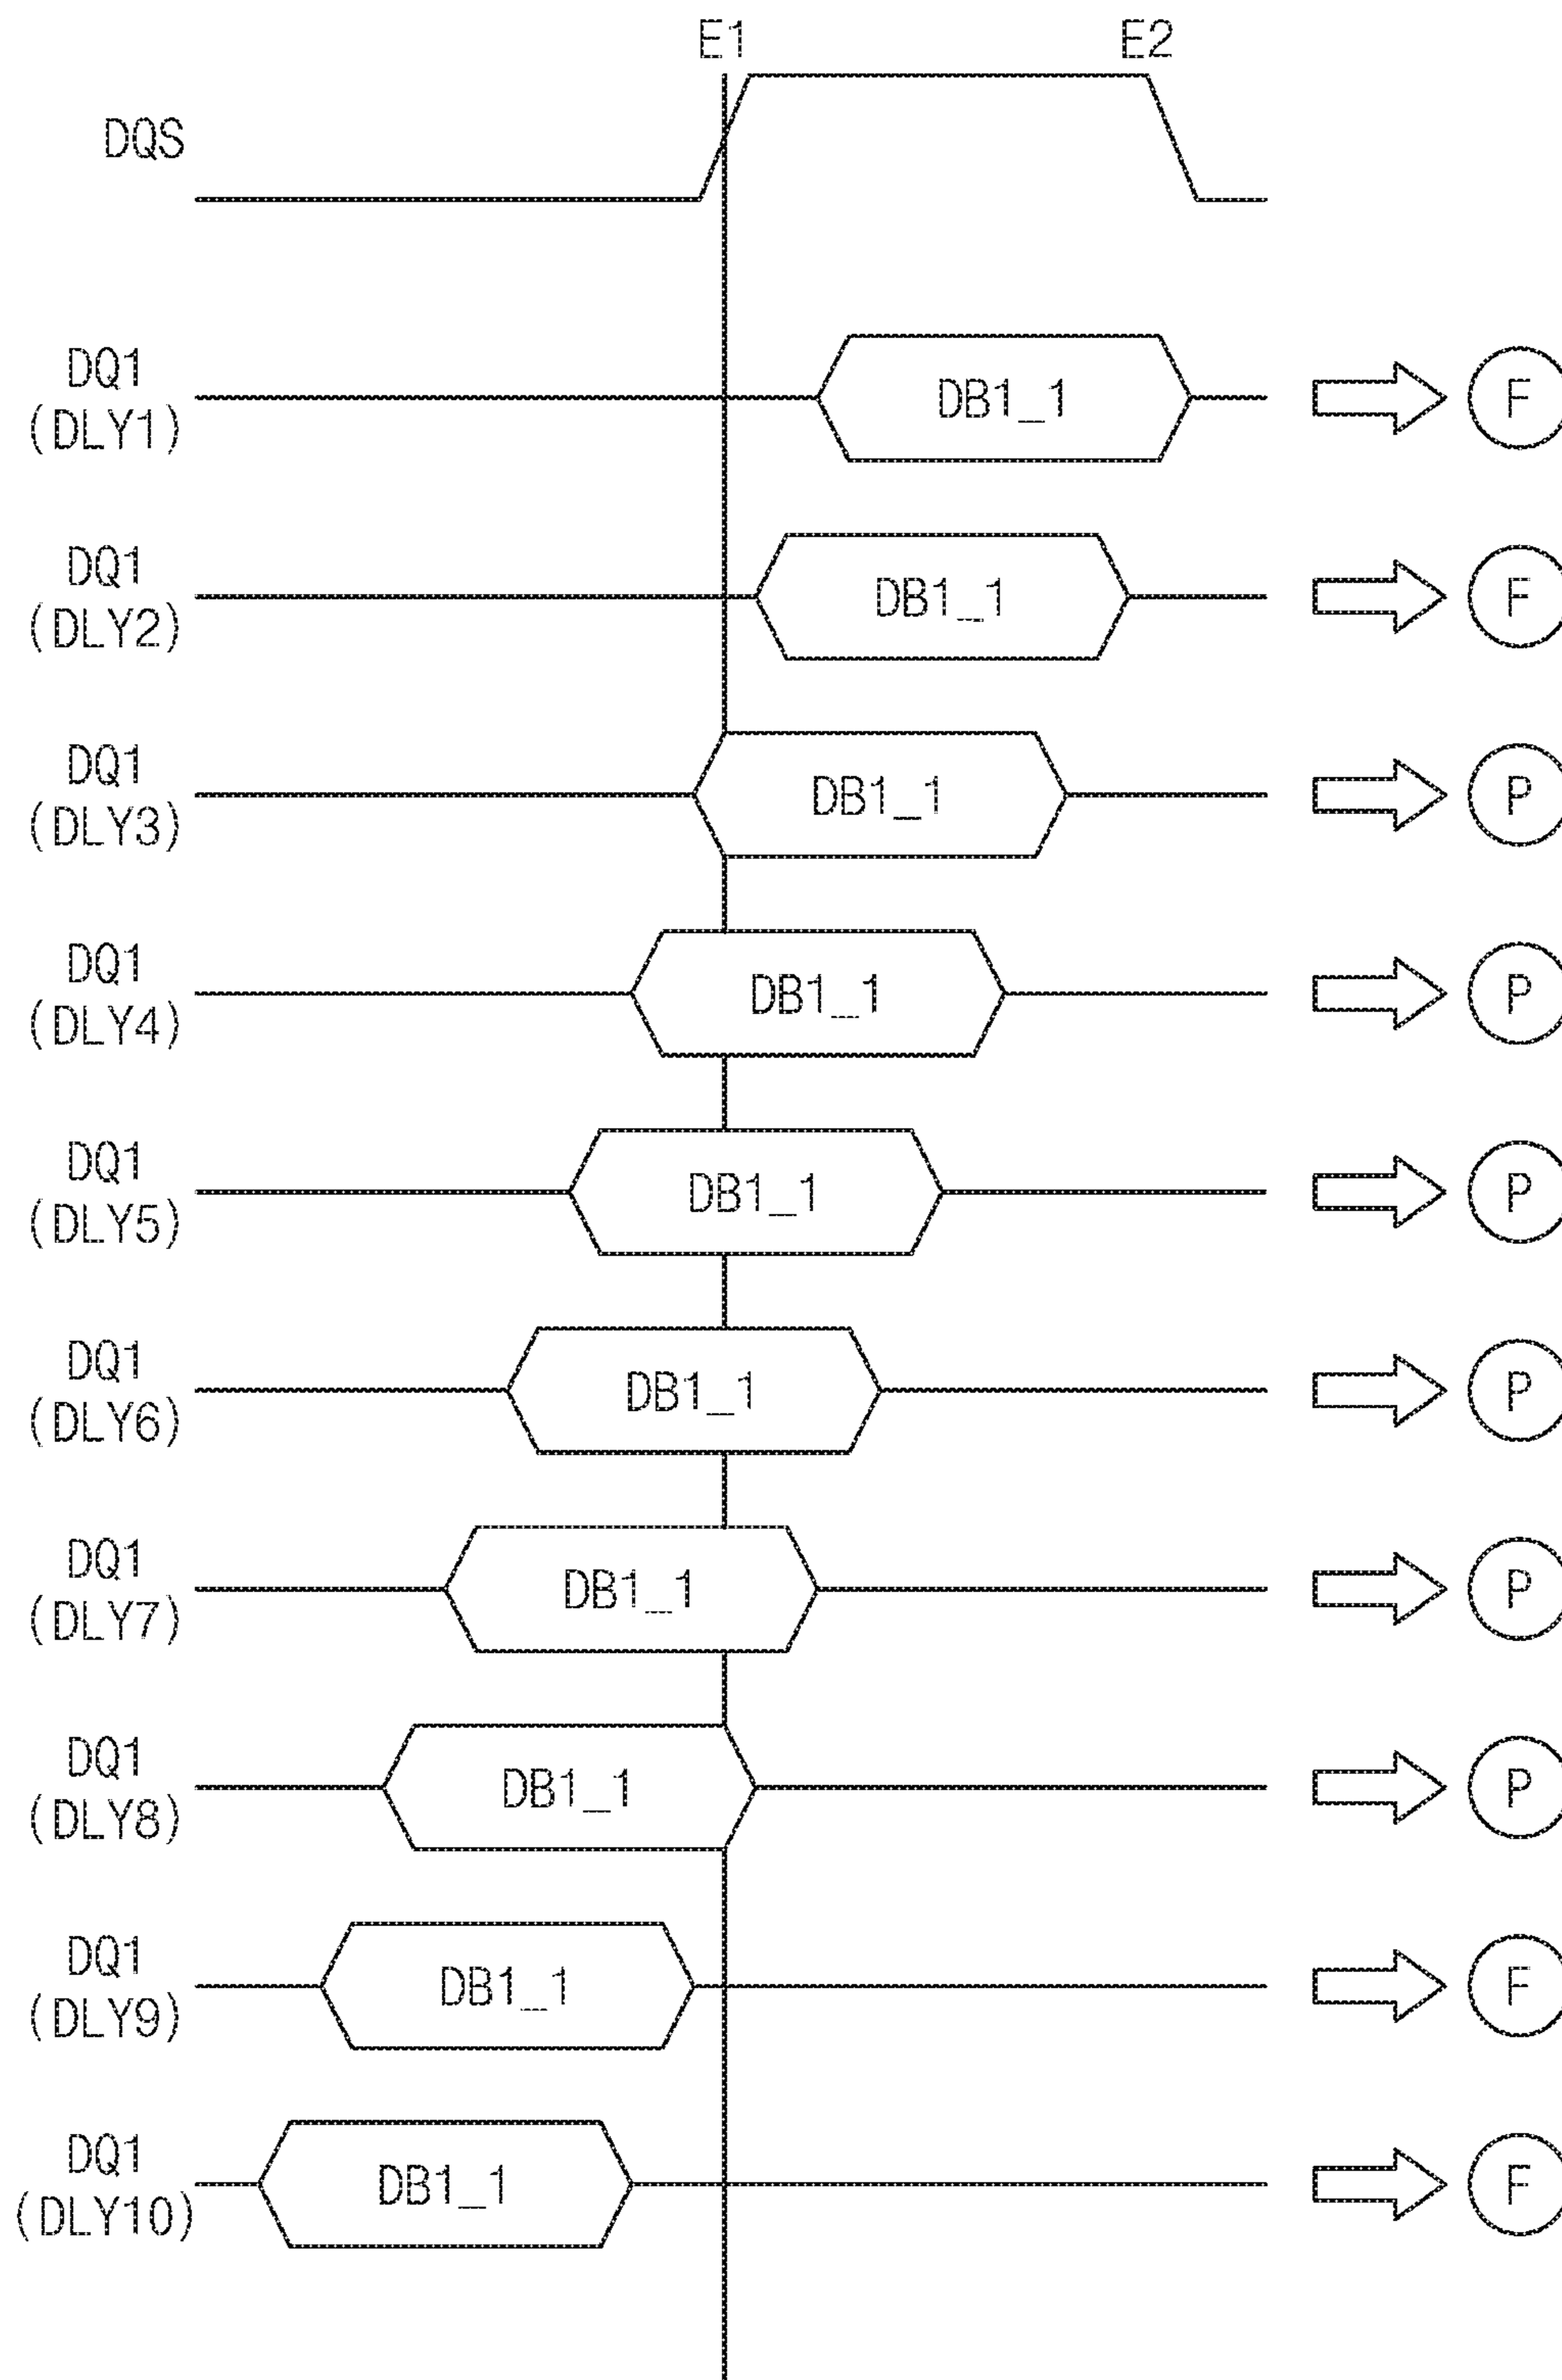 E1 E2
DQS
DQ1
(DLY1)
DB1_1
F
DQ1
(DLY2)
DB1_1
F
DQ1
(DLY3)
DB1_1
P
DQ1
(DLY4)
DB1_1
P
DQ1
(DLY5)
DB1_1
P
DQ1
(DLY6)
DB1_1
P
DQ1
(DLY7)
DB1_1
P
DQ1
(DLY8)
DB1_1
P
DQ1
(DLY9)
DB1_1
F
DQ1
(DLY10)
DB1_1
F